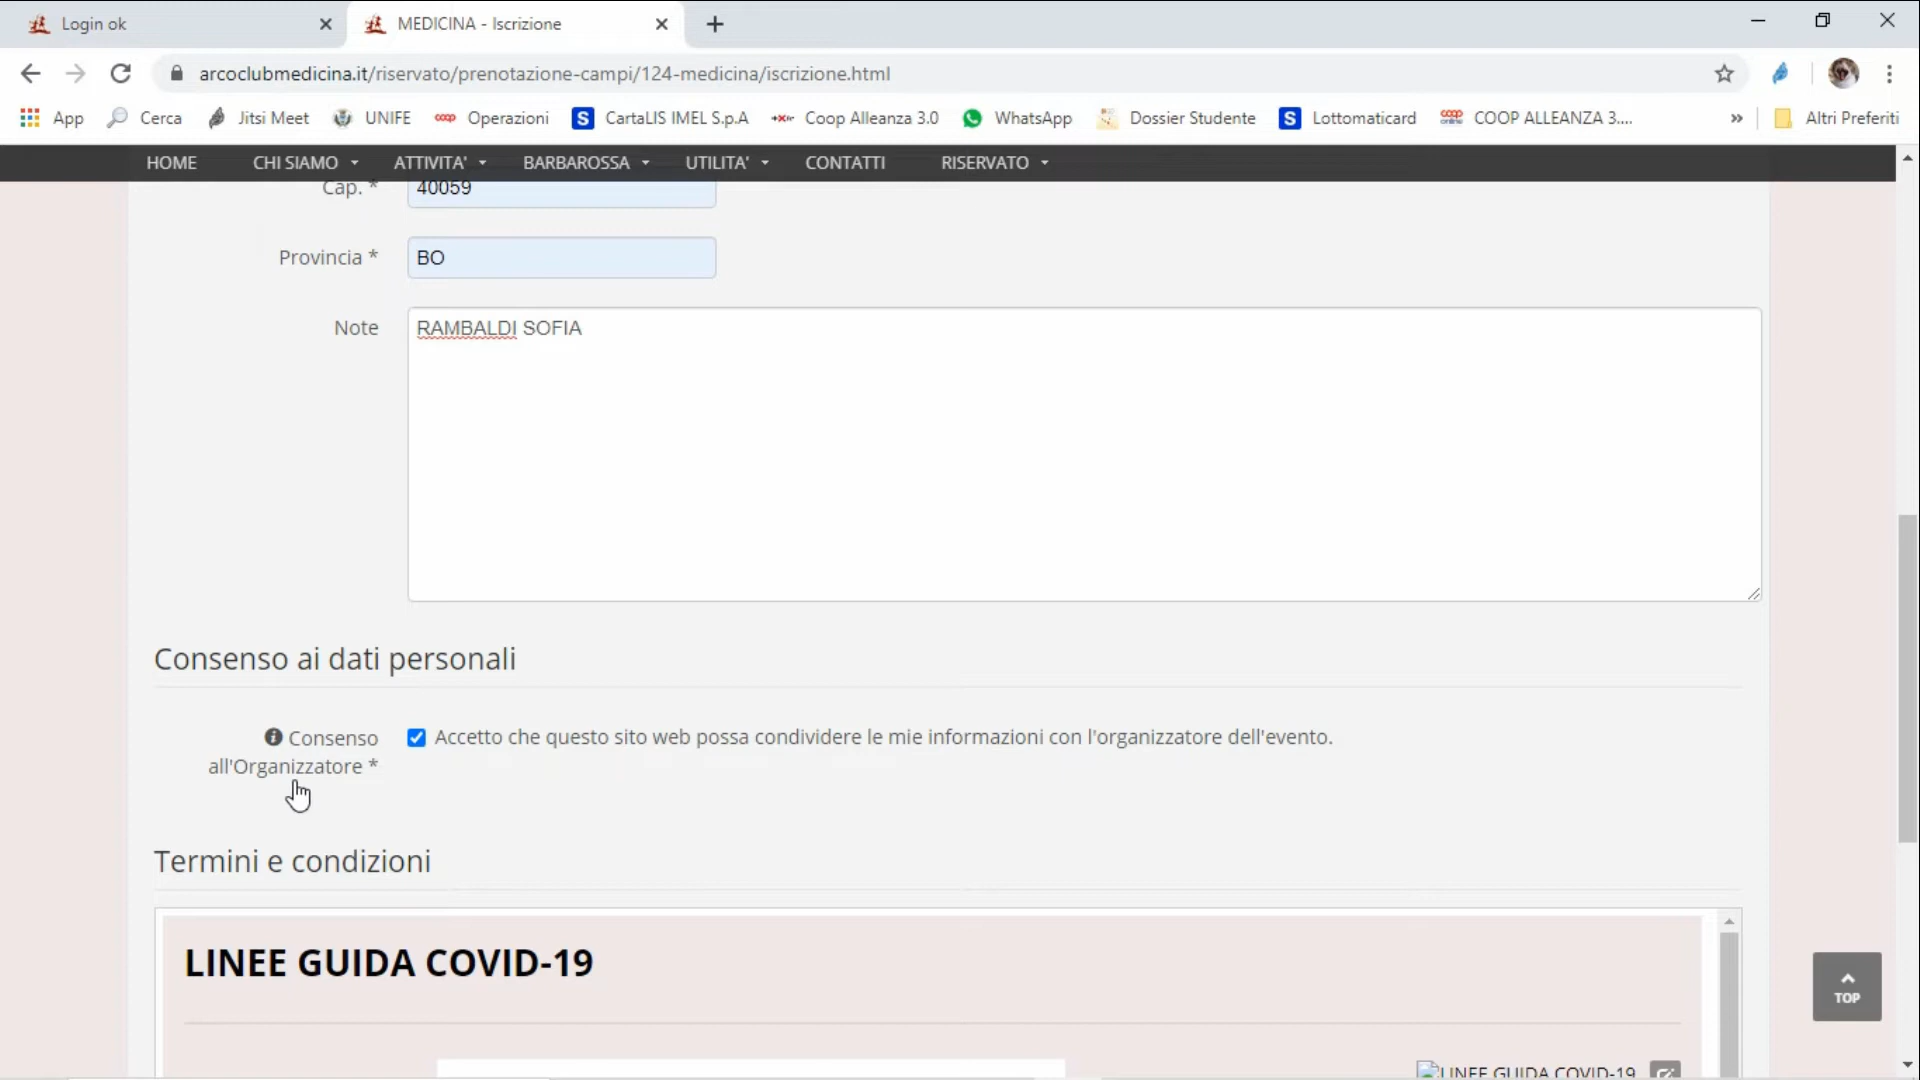 Login ok
MEDICINA - Iscrizione
arcoclubmedicina.it/riservato/prenotazione-campi/124-medicina/iscrizione.html
App Cerca Jitsi Meet UNIFE Operazioni CartaLIS IMEL S.p.A Coop Alleanza 3.0 WhatsApp Dossier Studente Lottomaticard COOP ALLEANZA 3.... » Altri Preferiti
HOME CHI SIAMO ATTIVITA' BARBAROSSA UTILITA' CONTATTI RISERVATO
Cap. * 40059
Provincia * BO
Note RAMBALDI SOFIA
Consenso ai dati personali
Consenso all'Organizzatore * Accetto che questo sito web possa condividere le mie informazioni con l'organizzatore dell'evento.
Termini e condizioni
LINEE GUIDA COVID-19
TOP
LINEE GUIDA COVID-19